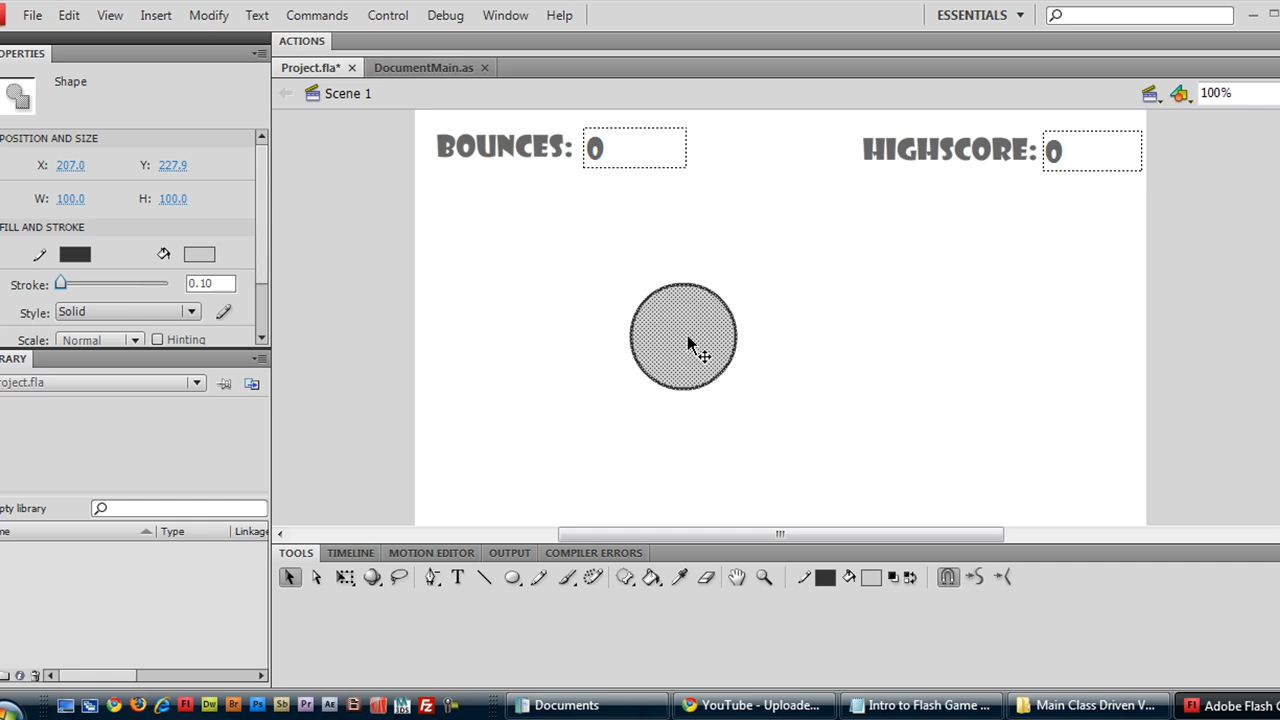 File Edit View Insert Modify Text Commands Control Debug Window Help ESSENTIALS
OPERTIES
ACTIONS
Project.fla* DocumentMain.as
Shape
Scene 1
100%
POSITION AND SIZE
X: 207.0 Y: 227.9
W: 100.0 H: 100.0
BOUNCES: 0
HIGHSCORE: 0
FILL AND STROKE
Stroke: 0.10
Style: Solid
Scale: Normal Hinting
RARY
roject.fla
pty library
me Type Linkage
TOOLS TIMELINE MOTION EDITOR OUTPUT COMPILER ERRORS
Documents YouTube - Uploade... Intro to Flash Game ... Main Class Driven V... Adobe Flash C